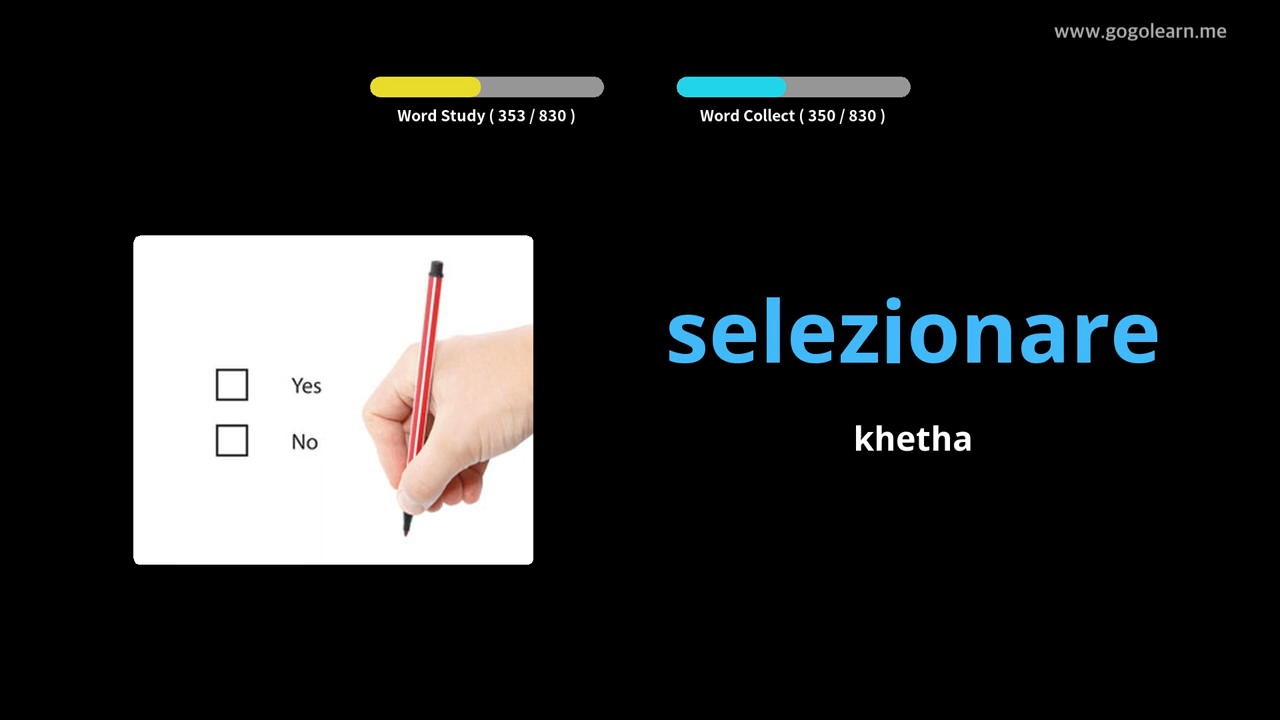 www.gogolearn.me
Word Study ( 353 / 830 )
Word Collect ( 350 / 830 )
Yes
No
selezionare
khetha